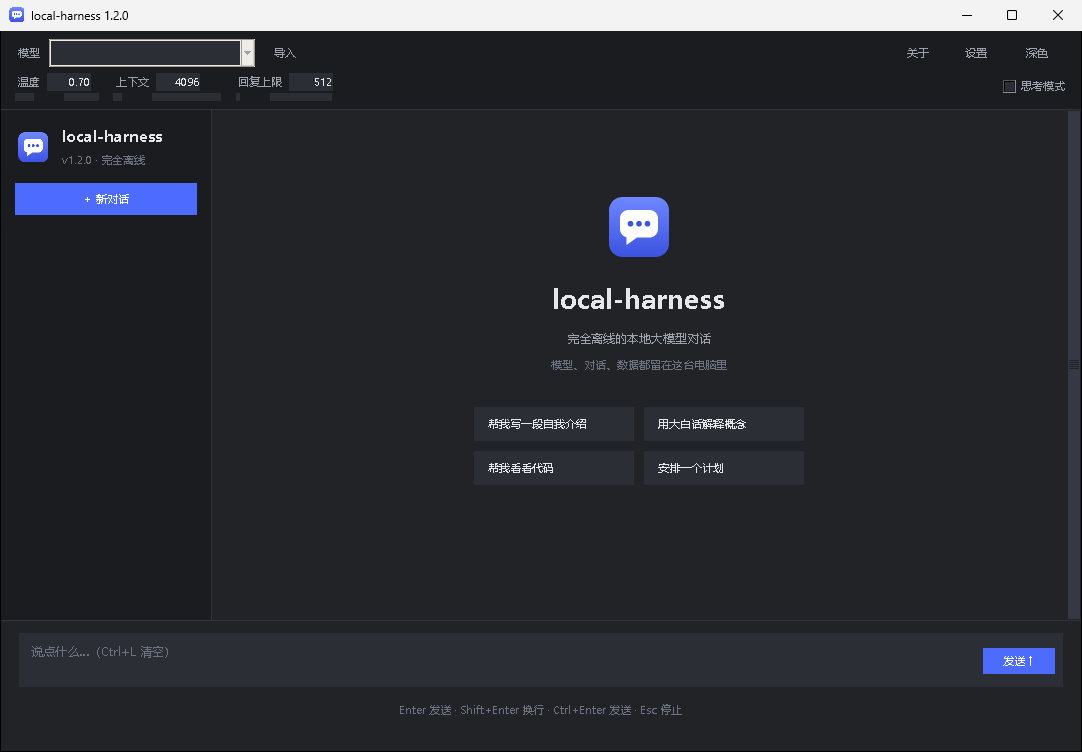 local-harness 1.2.0
模型 导入 关于 设置 深色
温度 0.70 上下文 4096 回复上限 512 思考模式
local-harness
v1.2.0 · 完全离线
+ 新对话
local-harness
完全离线的本地大模型对话
模型、对话、数据都留在这台电脑里
帮我写一段自我介绍 用大白话解释概念
帮我看看代码 安排一个计划
说点什么...（Ctrl+L 清空）
发送↑
Enter 发送 · Shift+Enter 换行 · Ctrl+Enter 发送 · Esc 停止